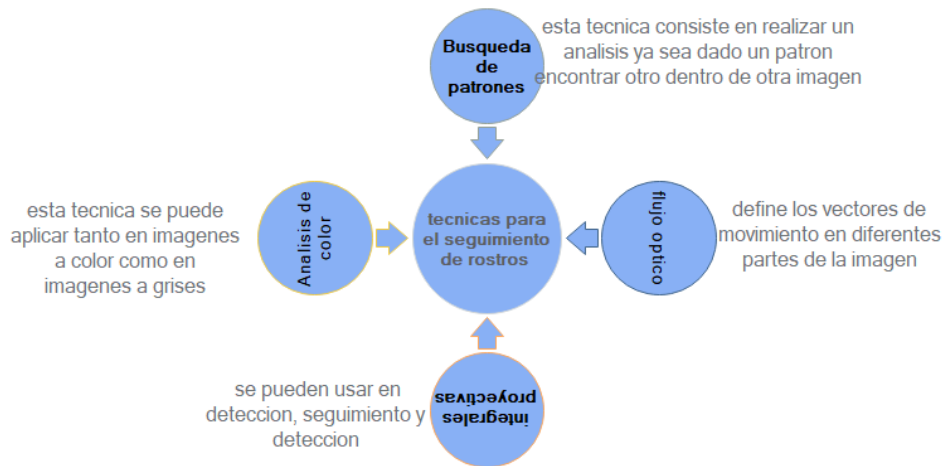 Busqueda
de
patrones
esta tecnica consiste en realizar un
analisis ya sea dado un patron
encontrar otro dentro de otra imagen
esta tecnica se puede
aplicar tanto en imagenes
a color como en
imagenes a grises
Analisis de
color
tecnicas para
el seguimiento
de rostros
flujo optico
define los vectores de
movimiento en diferentes
partes de la imagen
se pueden usar en
deteccion, seguimiento y
deteccion
integrales
proyectivas